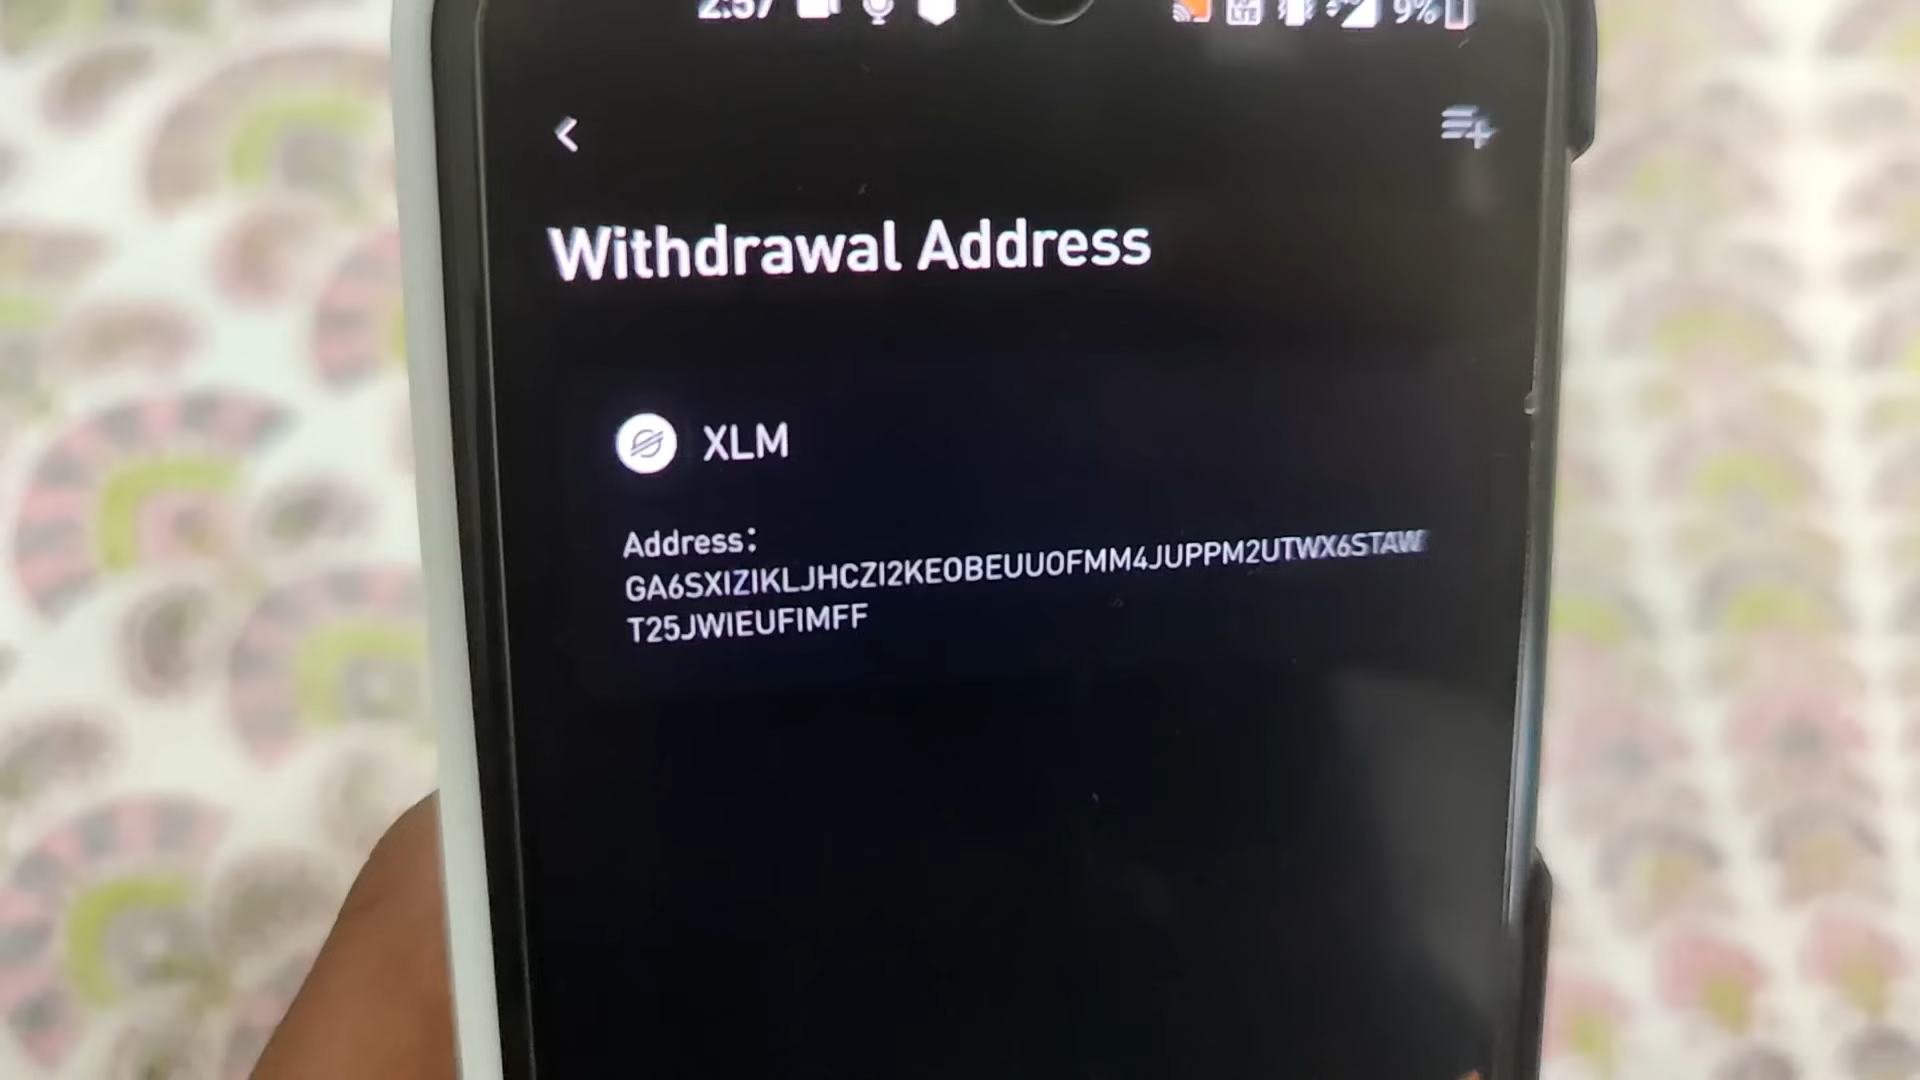 2:57
9%
Withdrawal Address
XLM
Address:
GA6SXIZIKLJHCZI2KEOBEUUOFMM4JUPPM2UTWX6STAW
T25JWIEUFIMFF